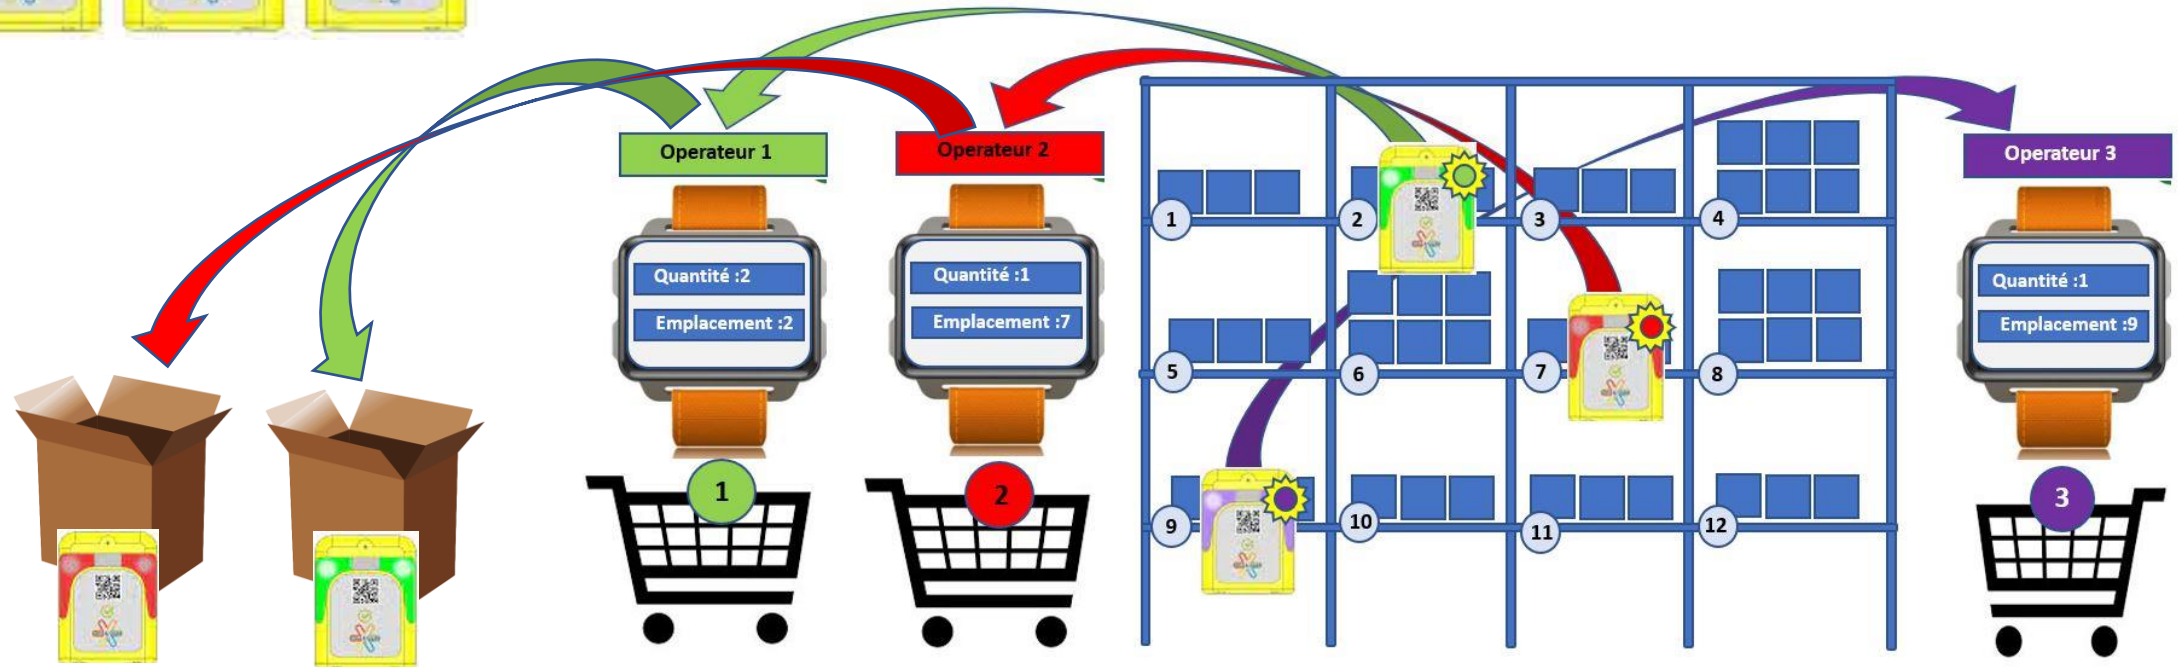 Operateur 1
Quantité :2
Emplacement :2
1
Operateur 2
Quantité :1
Emplacement :7
2
1
2
3
4
5
6
7
8
9
10
11
12
Operateur 3
Quantité :1
Emplacement :9
3